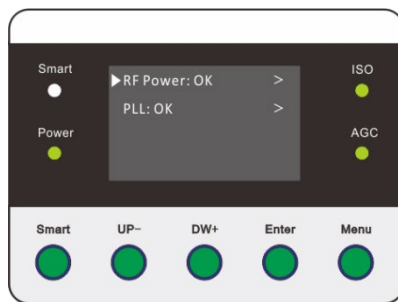 Smart
Power
▶RF Power: OK >
PLL: OK >
ISO
AGC
Smart UP− DW+ Enter Menu